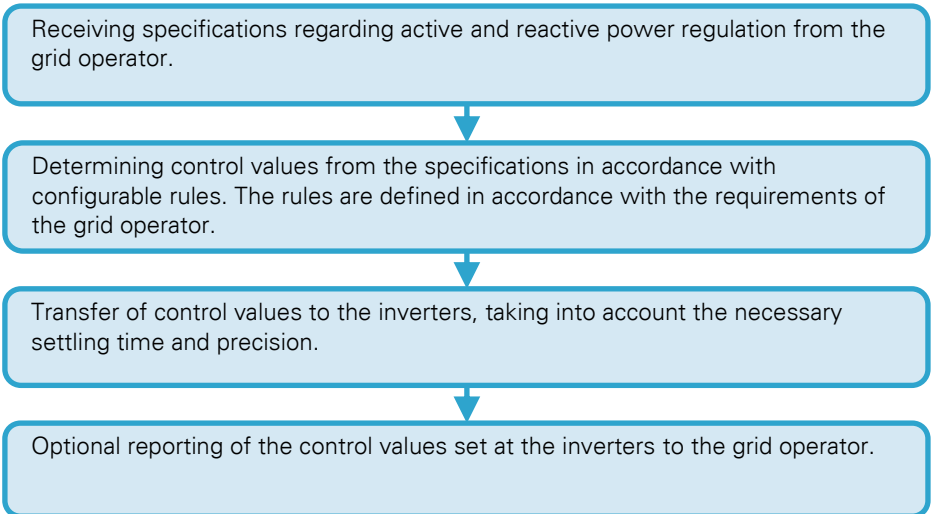 Receiving specifications regarding active and reactive power regulation from the
grid operator.
Determining control values from the specifications in accordance with
configurable rules. The rules are defined in accordance with the requirements of
the grid operator.
Transfer of control values to the inverters, taking into account the necessary
settling time and precision.
Optional reporting of the control values set at the inverters to the grid operator.